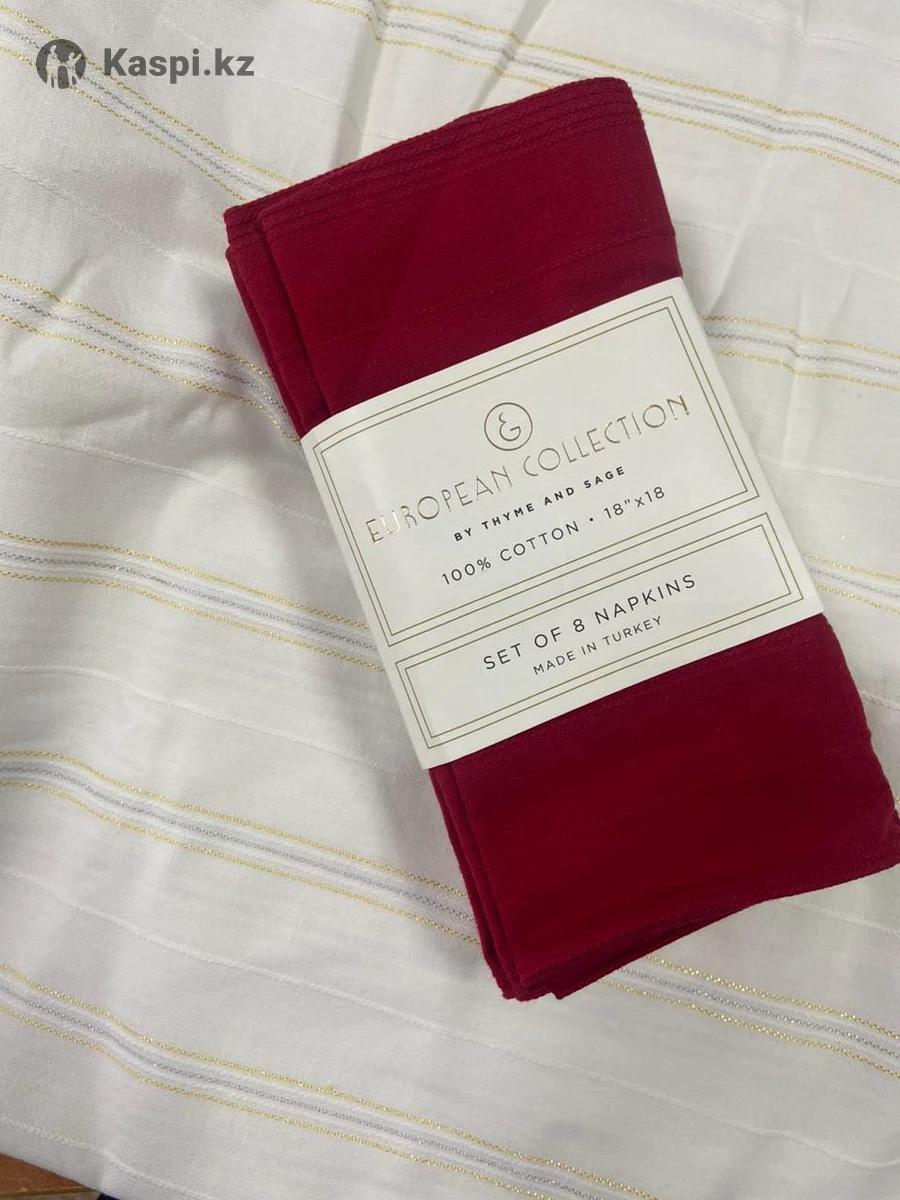 Kaspi.kz
&
EUROPEAN COLLECTION
BY THYME AND SAGE
100% COTTON • 18"x18
SET OF 8 NAPKINS
MADE IN TURKEY